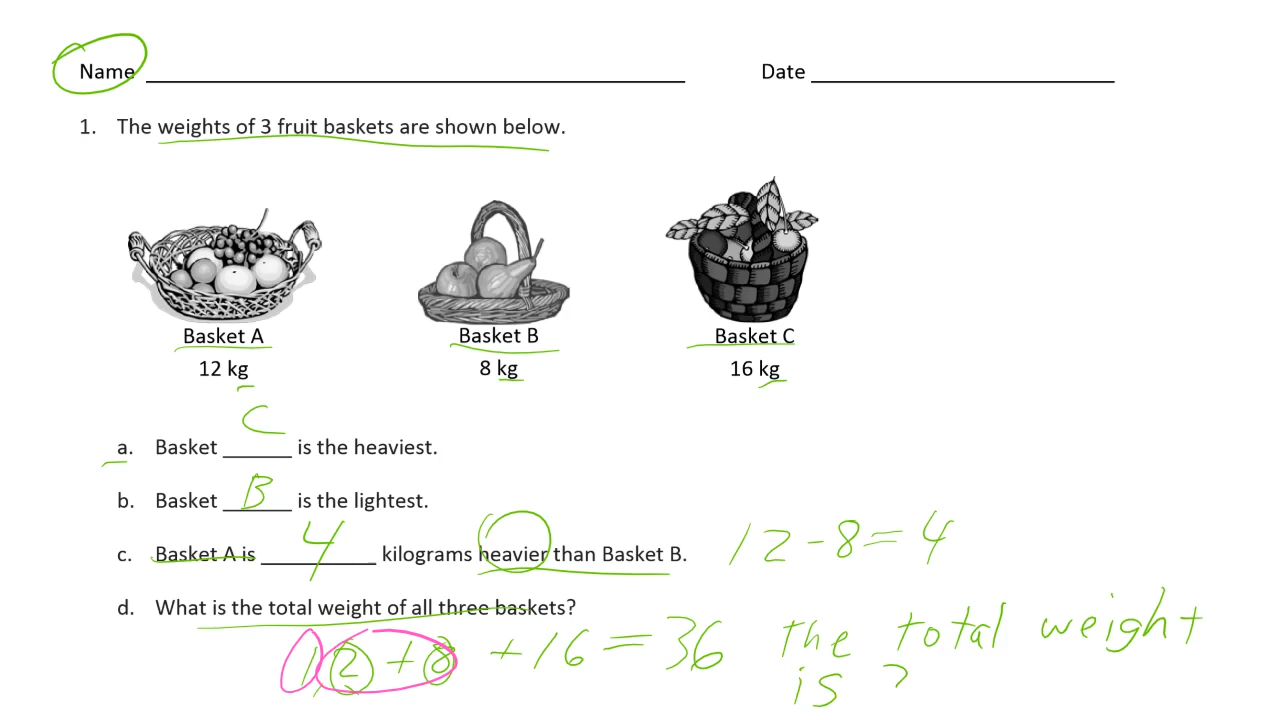 Name ____________ Date ____________
1. The weights of 3 fruit baskets are shown below.
Basket A Basket B Basket C
12 kg 8 kg 16 kg
C
a. Basket ______ is the heaviest.
b. Basket B is the lightest.
c. Basket A is 4 kilograms heavier than Basket B. 12 - 8 = 4
d. What is the total weight of all three baskets?
12 + 8 + 16 = 36 the total weight
is